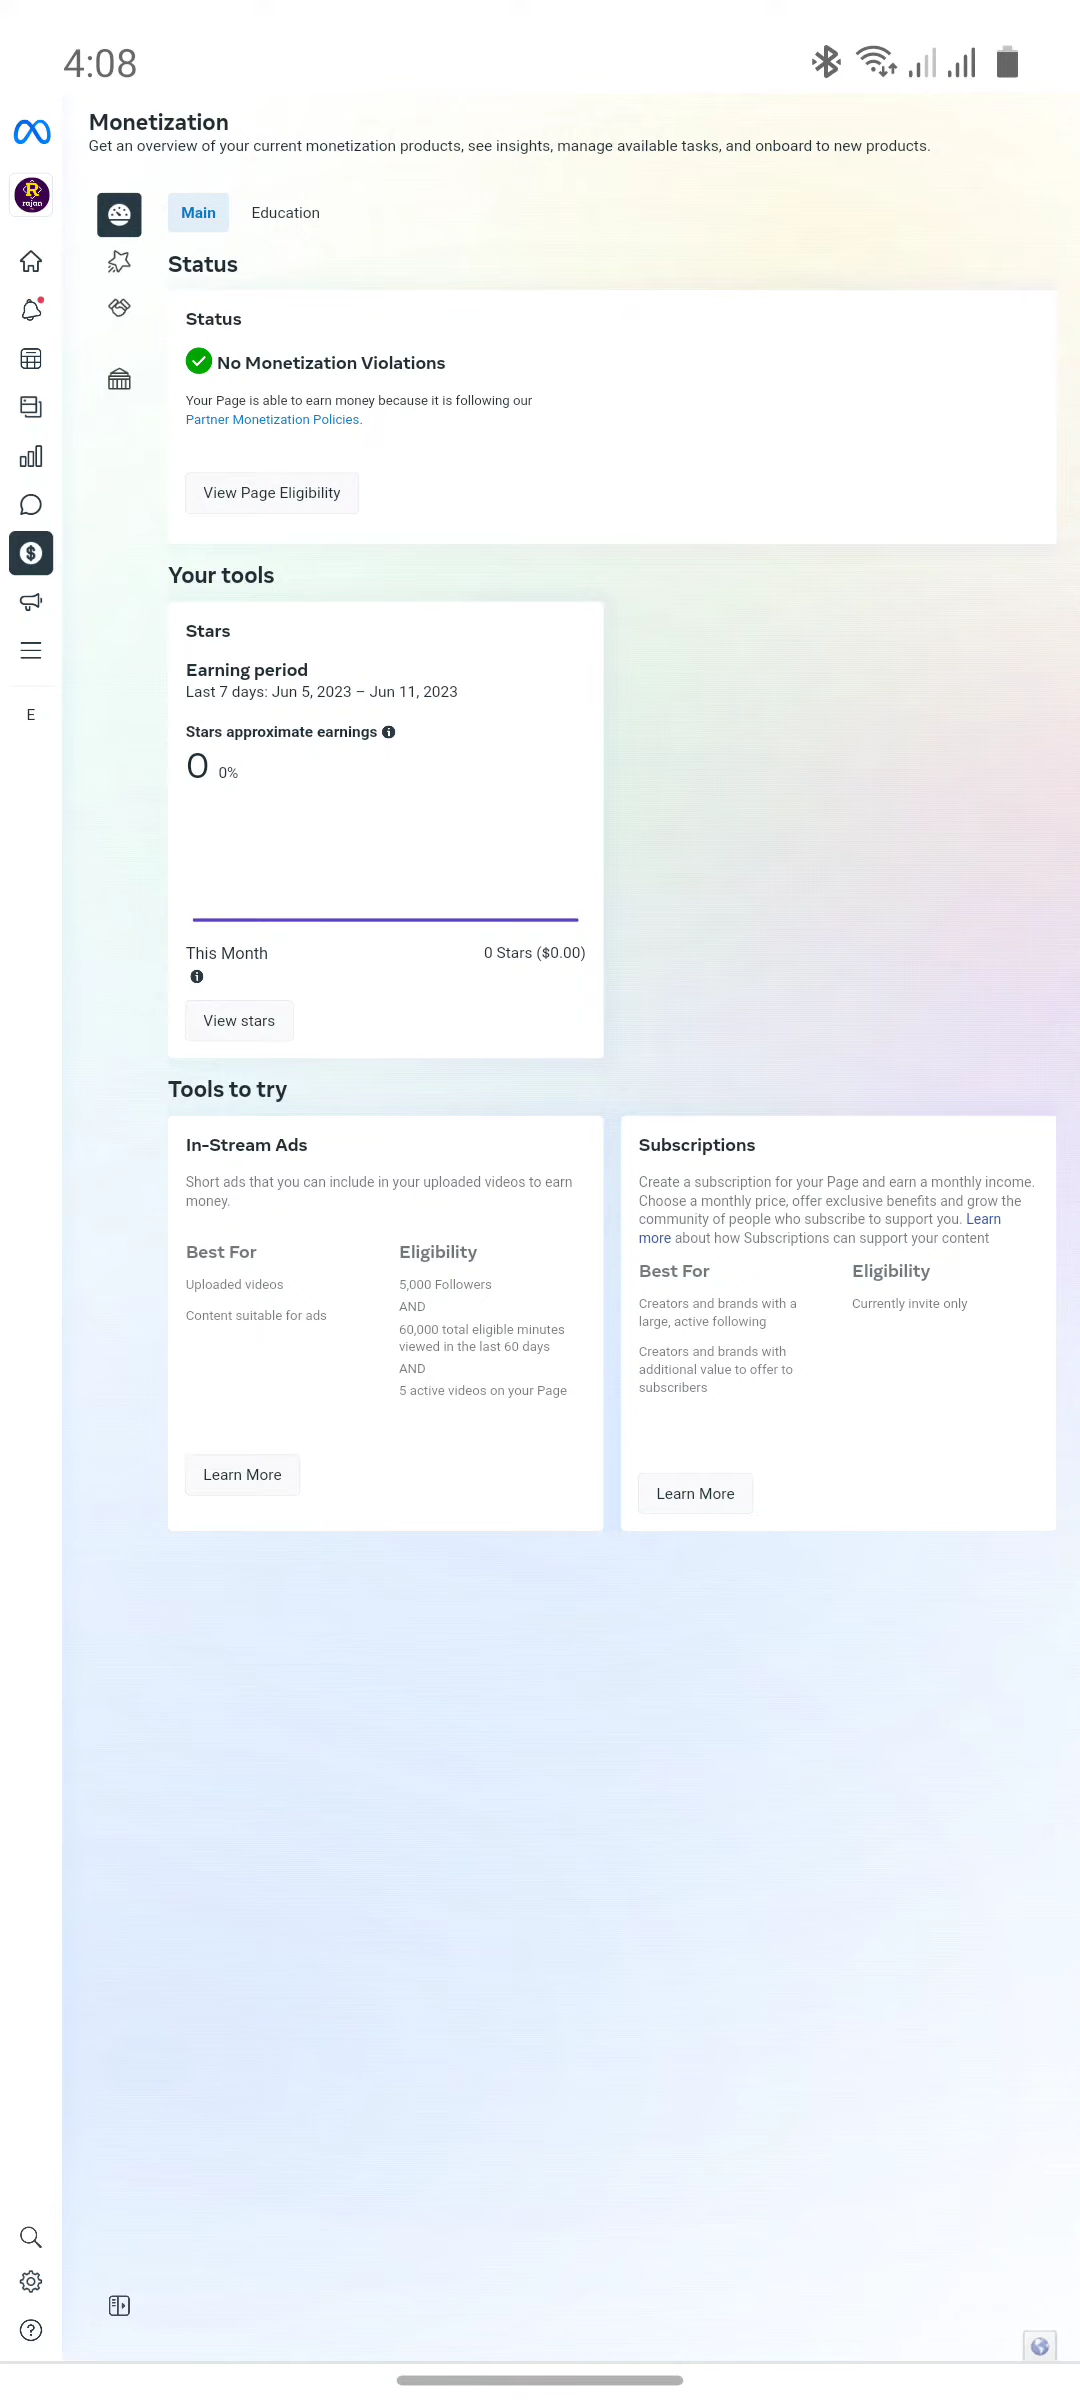 4:08
Monetization
Get an overview of your current monetization products, see insights, manage available tasks, and onboard to new products.
R
rajan
Main
Education
Status
Status
No Monetization Violations
Your Page is able to earn money because it is following our
Partner Monetization Policies.
View Page Eligibility
Your tools
Stars
Earning period
Last 7 days: Jun 5, 2023 – Jun 11, 2023
E
Stars approximate earnings
0 0%
This Month
0 Stars ($0.00)
View stars
Tools to try
In-Stream Ads
Short ads that you can include in your uploaded videos to earn
money.
Best For
Uploaded videos
Content suitable for ads
Eligibility
5,000 Followers
AND
60,000 total eligible minutes
viewed in the last 60 days
AND
5 active videos on your Page
Learn More
Subscriptions
Create a subscription for your Page and earn a monthly income.
Choose a monthly price, offer exclusive benefits and grow the
community of people who subscribe to support you. Learn
more about how Subscriptions can support your content
Best For
Creators and brands with a
large, active following
Creators and brands with
additional value to offer to
subscribers
Eligibility
Currently invite only
Learn More